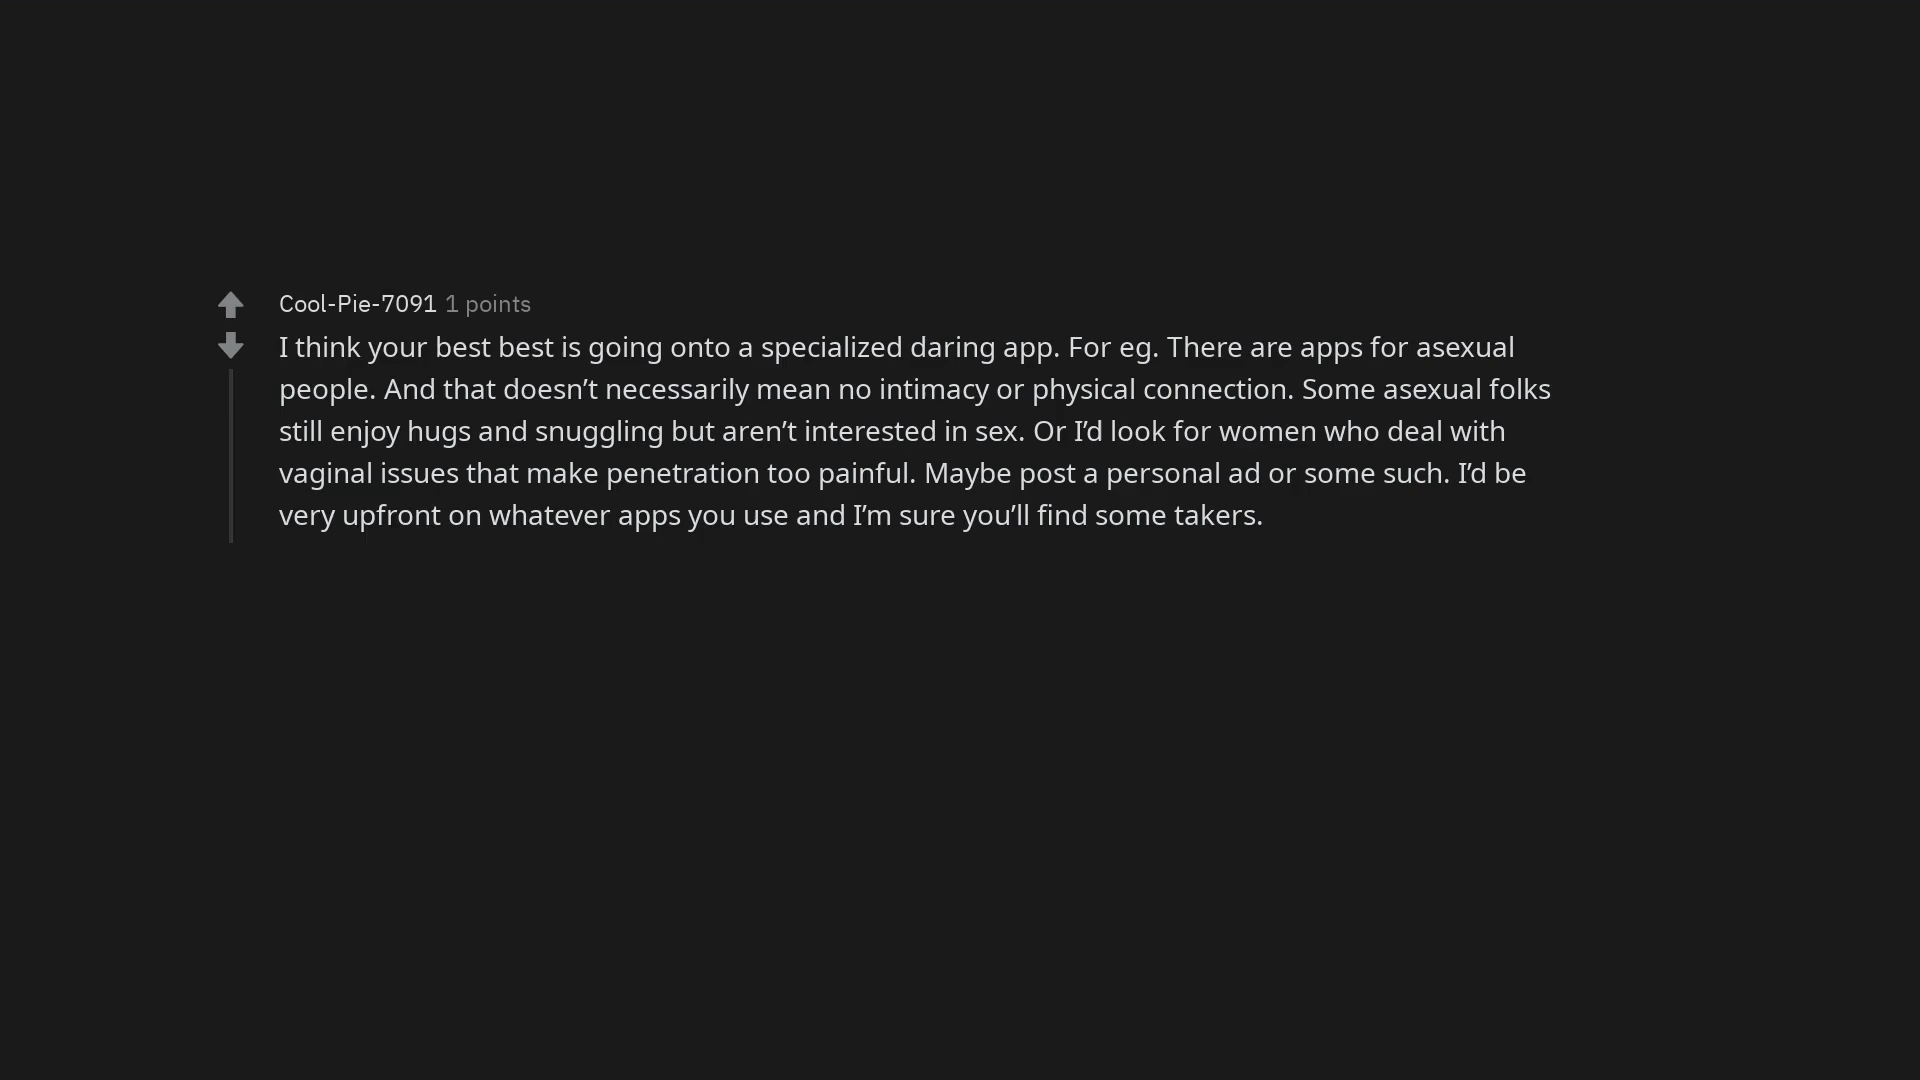 Cool-Pie-7091 1 points
I think your best best is going onto a specialized daring app. For eg. There are apps for asexual
people. And that doesn’t necessarily mean no intimacy or physical connection. Some asexual folks
still enjoy hugs and snuggling but aren’t interested in sex. Or I’d look for women who deal with
vaginal issues that make penetration too painful. Maybe post a personal ad or some such. I’d be
very upfront on whatever apps you use and I’m sure you’ll find some takers.